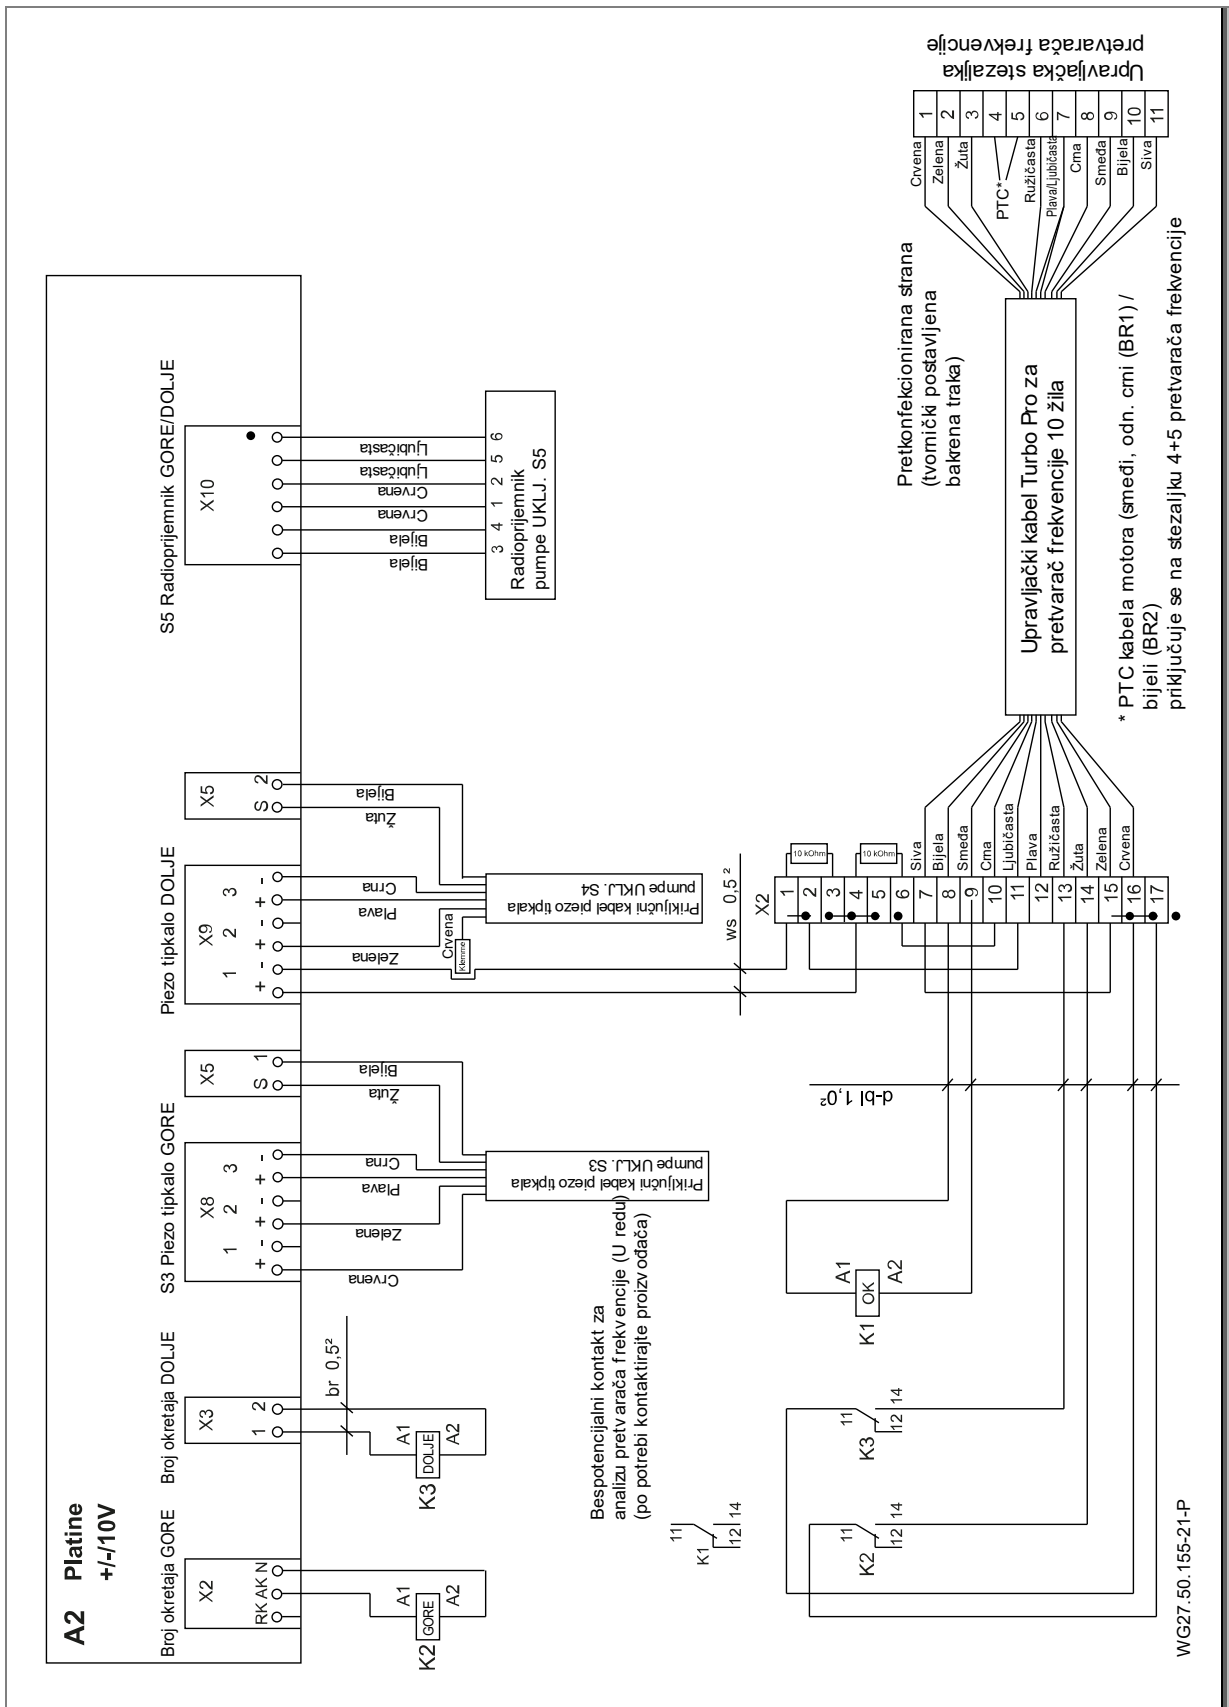 A2 Platine
+/-/10V
Broj okretaja GORE
X2
RK AK N
A1
GORE
A2
K2
Broj okretaja DOLJE
X3
1 2
br 0,5²
A1
DOLJE
A2
K3
S3 Piezo tipkalo GORE
X8
1 2 3
+ - + - + -
X5
S 1
Crvena
Zelena
Plava
Crna
Žuta
Bijela
Priključni kabel piezo tipkala
pumpe UKLJ. S3
Piezo tipkalo DOLJE
X9
1 2 3
+ - + - + -
X5
S 2
Zelena
Crvena
Klemme
Plava
Crna
Žuta
Bijela
Priključni kabel piezo tipkala
pumpe UKLJ. S4
S5 Radioprijemnik GORE/DOLJE
X10
Bijela
Bijela
Crvena
Crvena
Ljubičasta
Ljubičasta
3 4 1 2 5 6
Radioprijemnik
pumpe UKLJ. S5
Bespotencijalni kontakt za
analizu pretv arača f rekv encije (U redu)
(po potrebi kontaktirajte proizv ođača)
11
K1
12 14
ws 0,5 ²
X2
10 kOhm
10 kOhm
1
2
3
4
5
6
7
8
9
10
11
12
13
14
15
16
17
Siva
Bijela
Smeđa
Crna
Ljubičasta
Plava
Ružičasta
Žuta
Zelena
Crvena
d-bl 1,0²
A1
OK
A2
K1
11
K3
12 14
11
K2
12 14
Upravljački kabel Turbo Pro za
pretvarač frekvencije 10 žila
Pretkonfekcionirana strana
(tvornički postavljena
bakrena traka)
Crvena
Zelena
Žuta
PTC*
Ružičasta
Plava/Ljubičasta
Crna
Smeđa
Bijela
Siva
1
2
3
4
5
6
7
8
9
10
11
Upravljačka stezaljka
pretvarača frekvencije
* PTC kabela motora (smeđi, odn. crni (BR1) /
bijeli (BR2)
priključuje se na stezaljku 4+5 pretvarača frekvencije
WG27.50.155-21-P